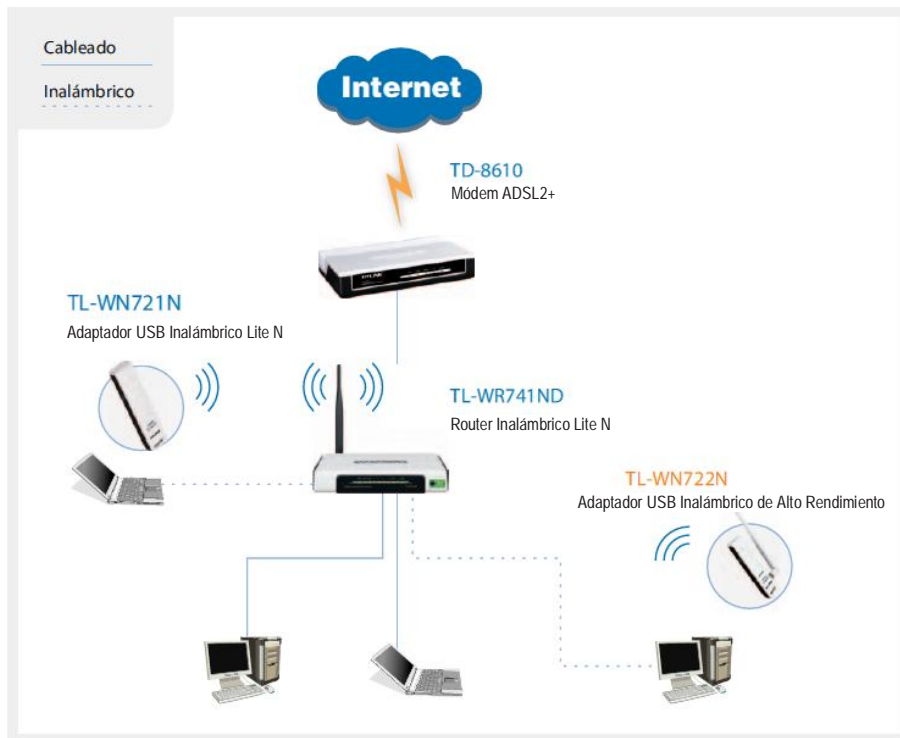 Cableado
Inalámbrico
Internet
TD-8610
Módem ADSL2+
TL-WN721N
Adaptador USB Inalámbrico Lite N
TL-WR741ND
Router Inalámbrico Lite N
TL-WN722N
Adaptador USB Inalámbrico de Alto Rendimiento